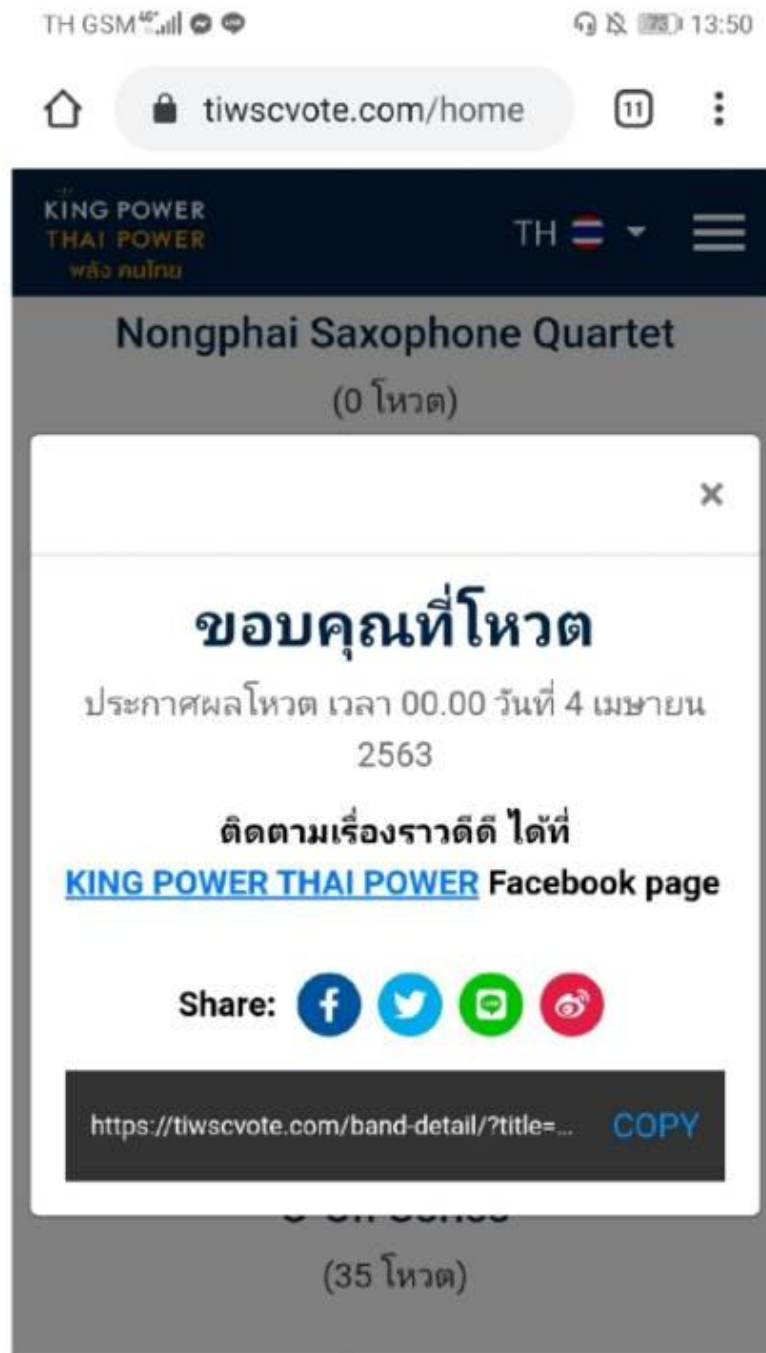 TH GSM 4G 73 13:50
tiwscvote.com/home 11
KING POWER
THAI POWER
พลัง คนไทย
TH
Nongphai Saxophone Quartet
(0 โหวต)
×
ขอบคุณที่โหวต
ประกาศผลโหวต เวลา 00.00 วันที่ 4 เมษายน
2563
ติดตามเรื่องราวดีดี ได้ที่
KING POWER THAI POWER Facebook page
Share:
https://tiwscvote.com/band-detail/?title=... COPY
(35 โหวต)